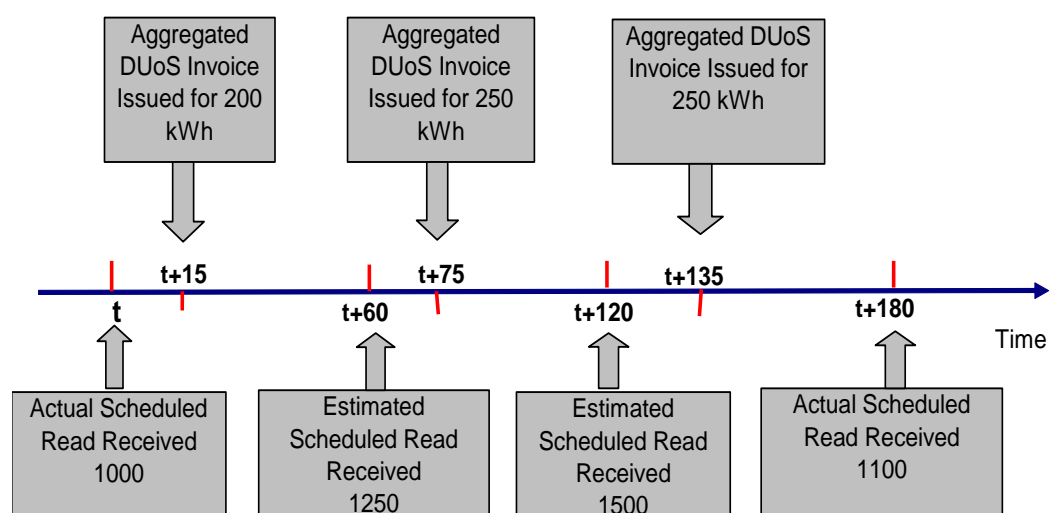 Aggregated
DUoS Invoice
Issued for 200
kWh
Aggregated
DUoS Invoice
Issued for 250
kWh
Aggregated DUoS
Invoice Issued for
250 kWh
t+15
t+75
t+135
t
t+60
t+120
t+180
Time
Actual Scheduled
Read Received
1000
Estimated
Scheduled Read
Received
1250
Estimated
Scheduled Read
Received
1500
Actual Scheduled
Read Received
1100